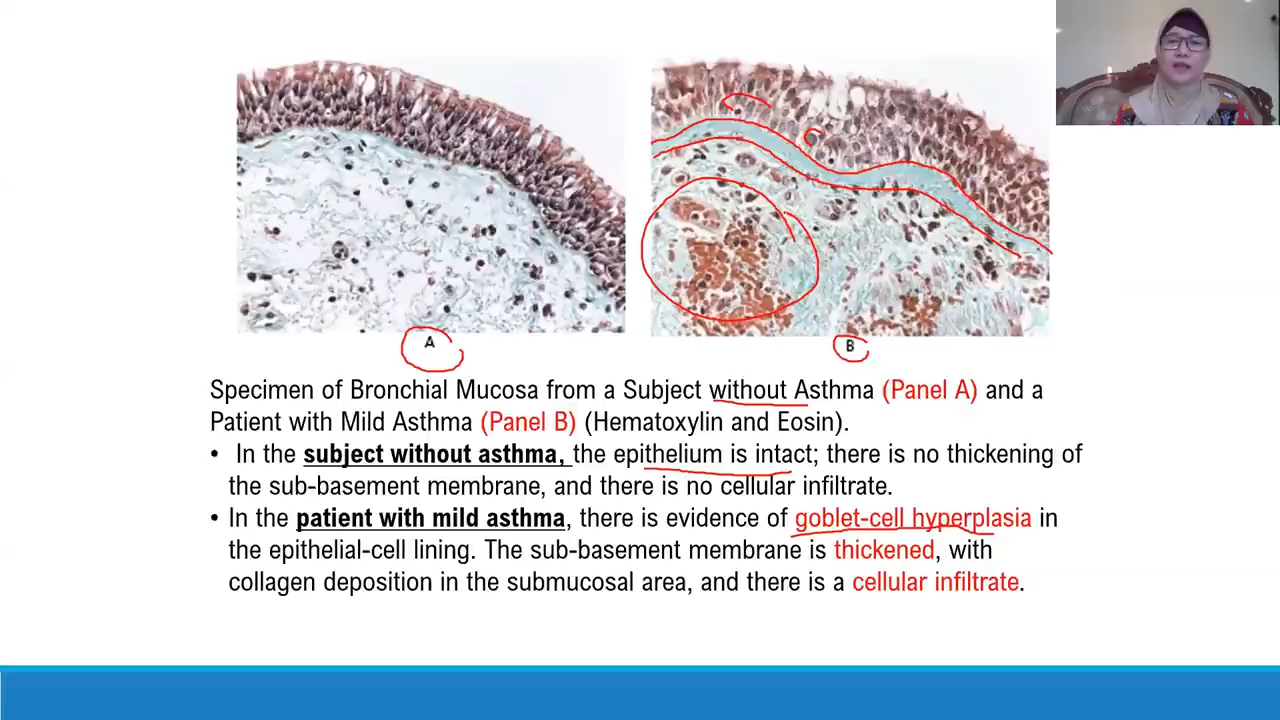 A
B
Specimen of Bronchial Mucosa from a Subject without Asthma (Panel A) and a
Patient with Mild Asthma (Panel B) (Hematoxylin and Eosin).
• In the subject without asthma, the epithelium is intact; there is no thickening of
the sub-basement membrane, and there is no cellular infiltrate.
• In the patient with mild asthma, there is evidence of goblet-cell hyperplasia in
the epithelial-cell lining. The sub-basement membrane is thickened, with
collagen deposition in the submucosal area, and there is a cellular infiltrate.